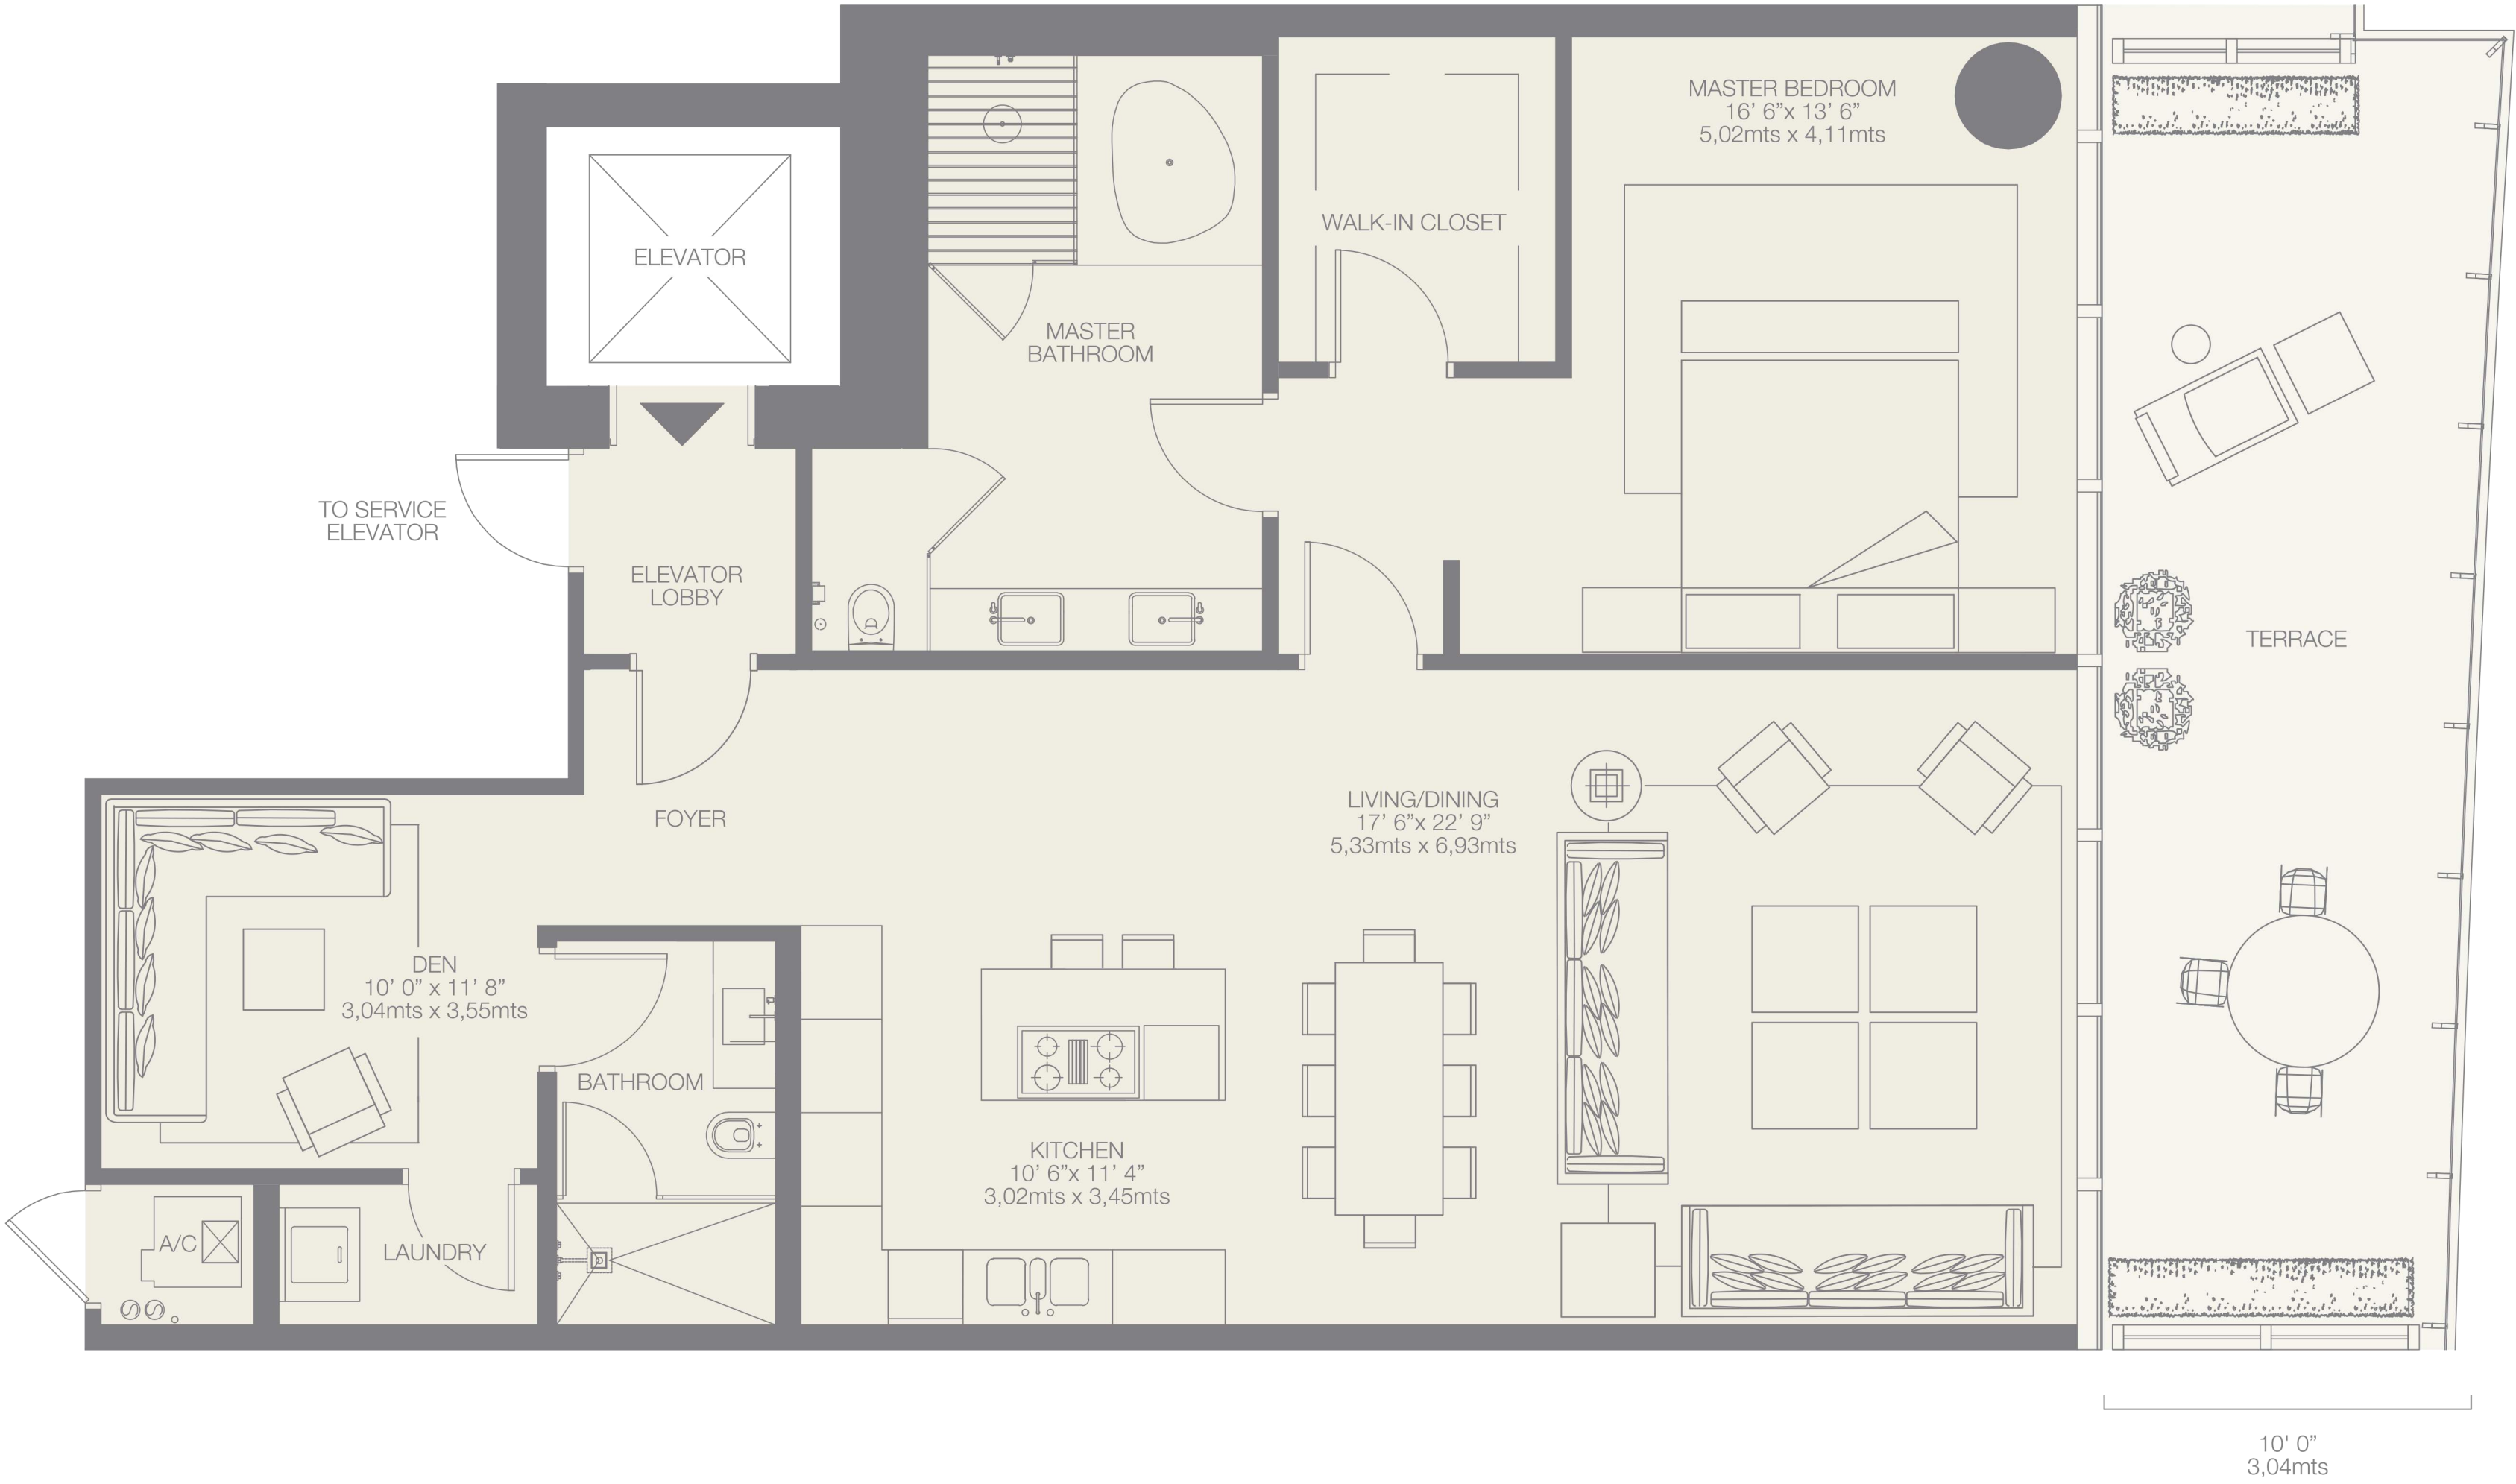 MASTER BEDROOM
16’ 6”x 13’ 6”
5,02mts x 4,11mts
WALK-IN CLOSET
ELEVATOR
MASTER
BATHROOM
TO SERVICE
ELEVATOR
ELEVATOR
LOBBY
TERRACE
FOYER
LIVING/DINING
17’ 6”x 22’ 9”
5,33mts x 6,93mts
DEN
10’ 0” x 11’ 8”
3,04mts x 3,55mts
BATHROOM
KITCHEN
10’ 6”x 11’ 4”
3,02mts x 3,45mts
A/C
LAUNDRY
10' 0”
3,04mts